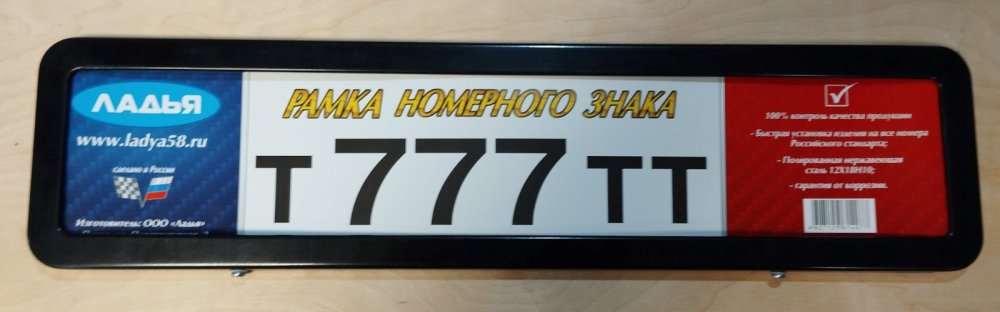 ЛАДЬЯ
www.ladya58.ru
сделано в России
Изготовитель: ООО «Ладья»
РАМКА НОМЕРНОГО ЗНАКА
Т 777 ТТ
100% контроль качества продукции
- Быстрая установка изделия на все номера
Российского стандарта;
- Полированная нержавеющая
сталь 12Х18Н10;
- гарантия от коррозии.